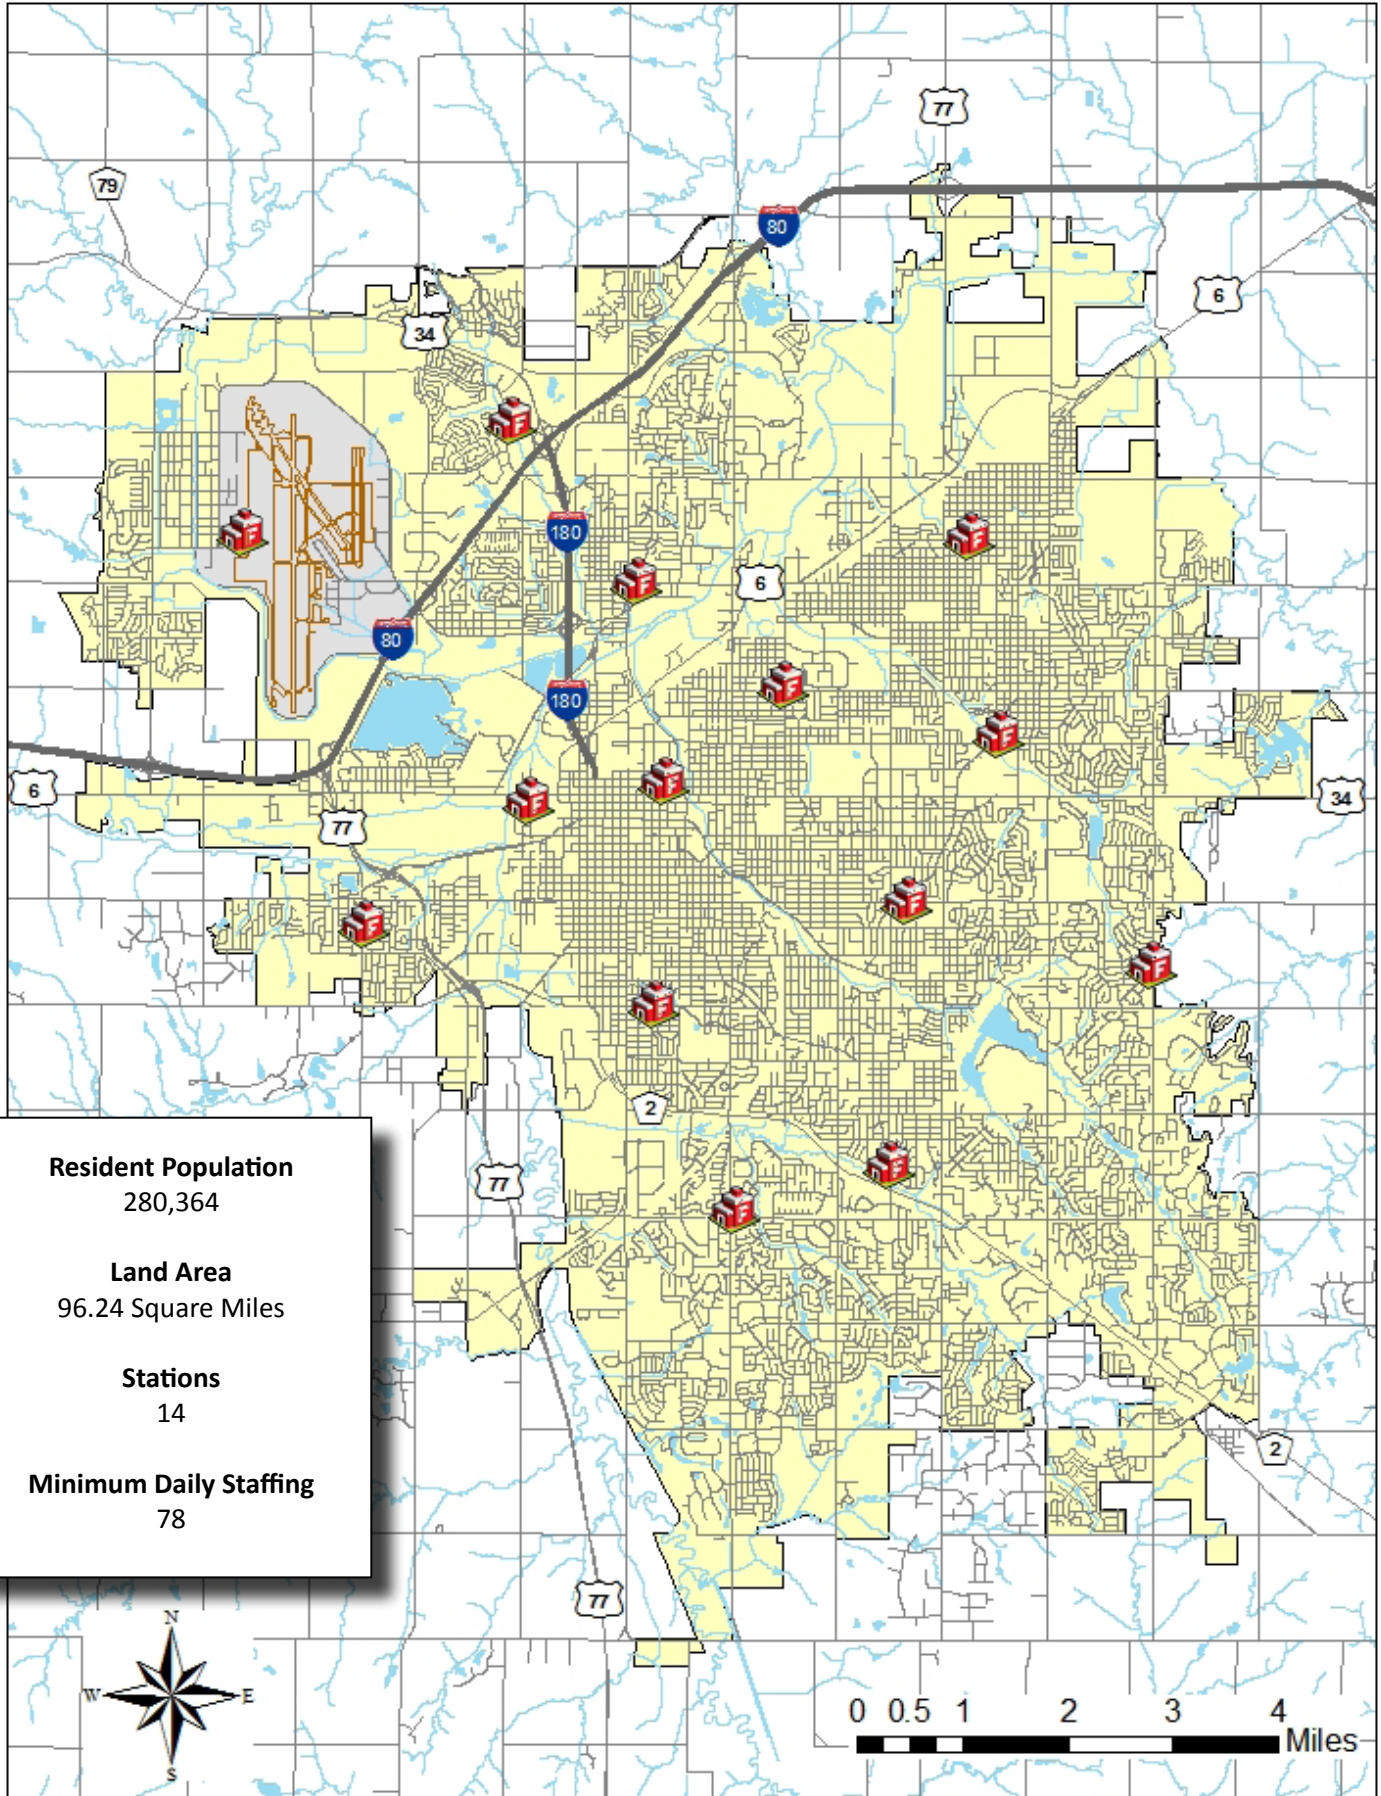 77
79
80
6
34
180
6
80
180
6
34
77
2
77
2
77
Resident Population
280,364
Land Area
96.24 Square Miles
Stations
14
Minimum Daily Staffing
78
N
W E
S
0 0.5 1 2 3 4
Miles
F
F
F
F
F
F
F
F
F
F
F
F
F
F